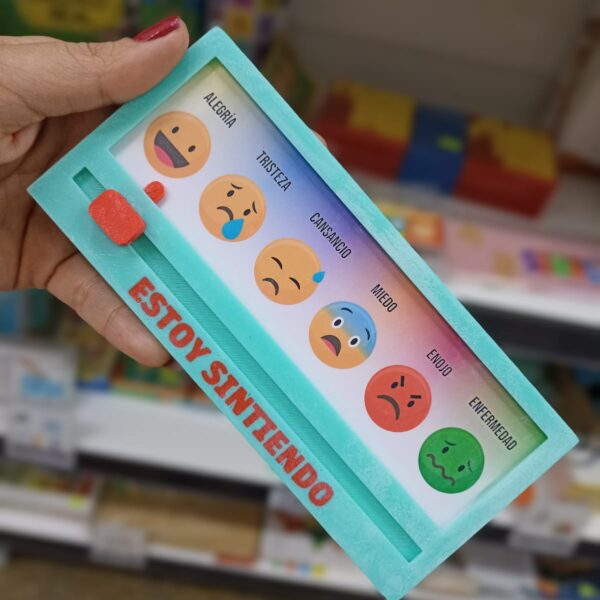 ALEGRÍA
TRISTEZA
CANSANCIO
MIEDO
ENOJO
ENFERMEDAD
ESTOY SINTIENDO